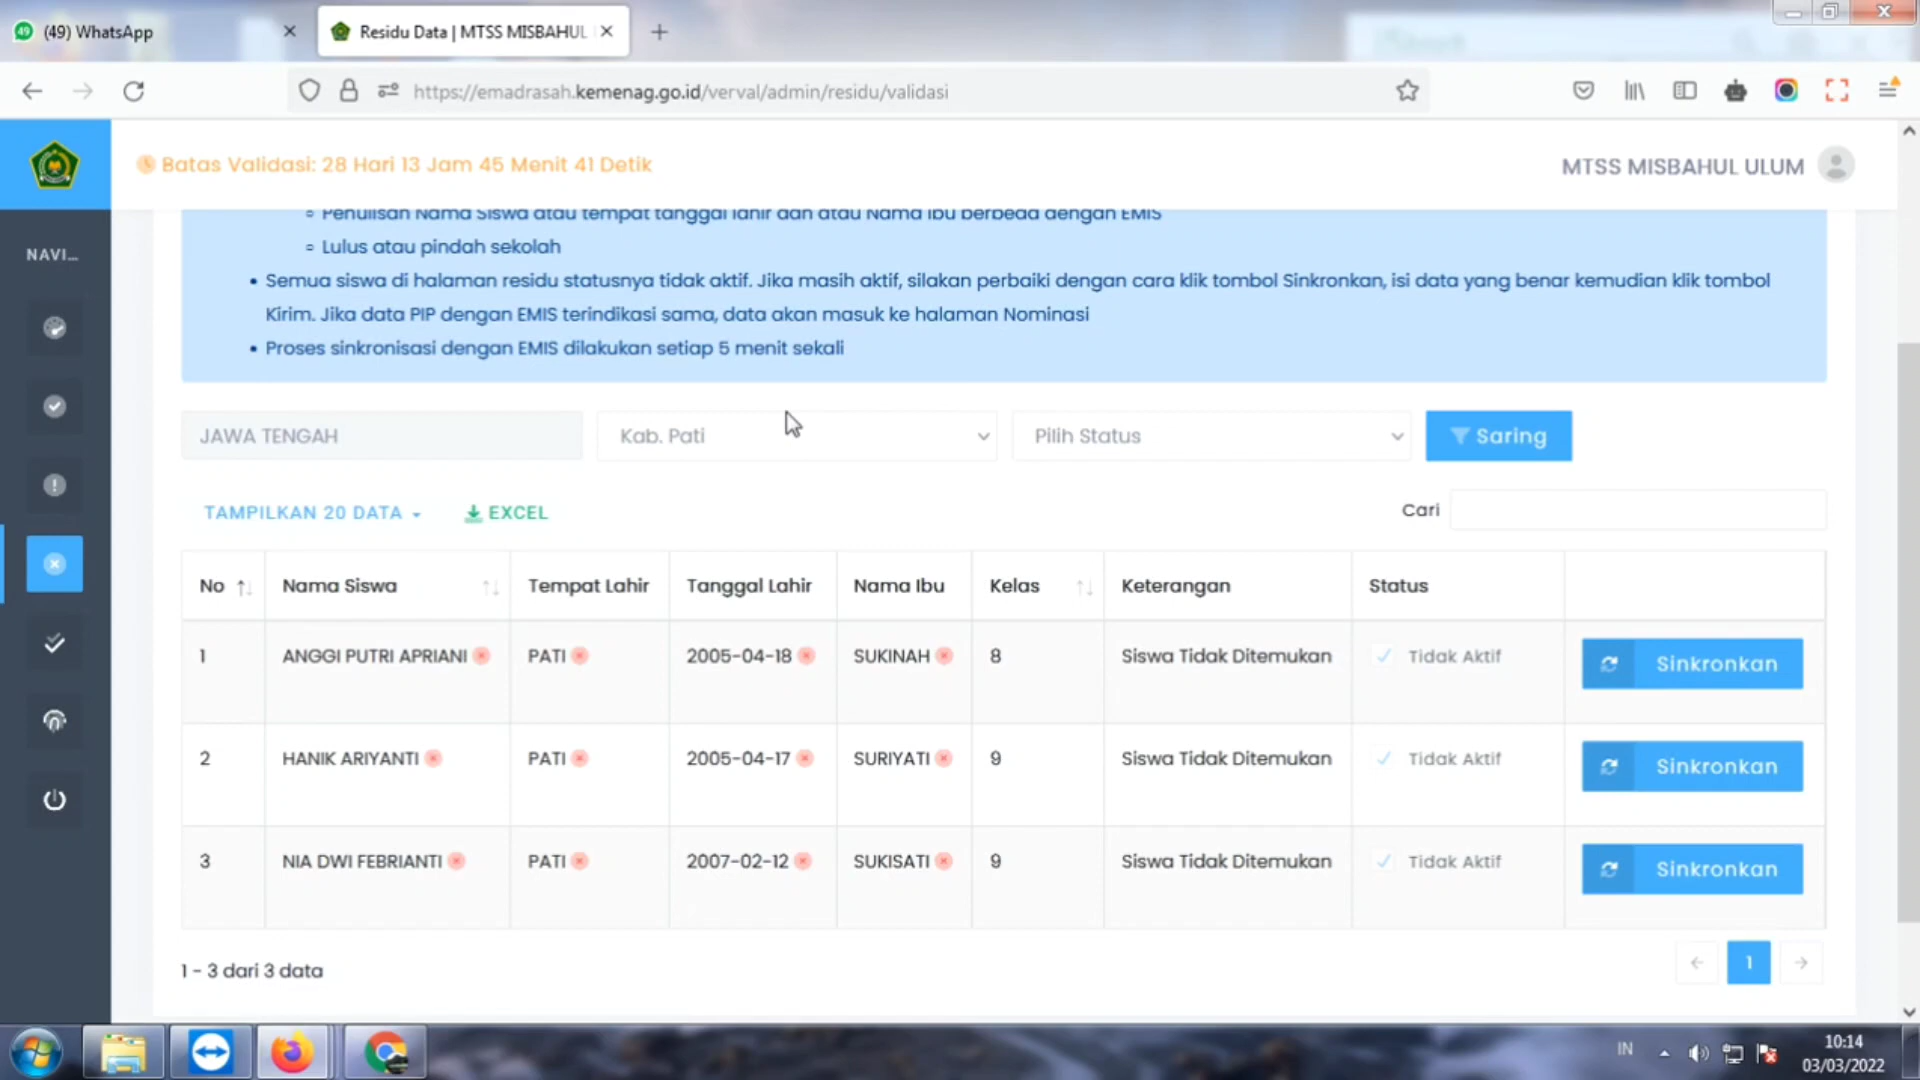 (49) WhatsApp
Residu Data | MTSS MISBAHUL
https://emadrasah.kemenag.go.id/verval/admin/residu/validasi
Batas Validasi: 28 Hari 13 Jam 45 Menit 41 Detik
MTSS MISBAHUL ULUM
NAVI...
Penulisan Nama Siswa atau tempat tanggal lahir dan atau Nama Ibu berbeda dengan EMIS
Lulus atau pindah sekolah
Semua siswa di halaman residu statusnya tidak aktif. Jika masih aktif, silakan perbaiki dengan cara klik tombol Sinkronkan, isi data yang benar kemudian klik tombol
Kirim. Jika data PIP dengan EMIS terindikasi sama, data akan masuk ke halaman Nominasi
Proses sinkronisasi dengan EMIS dilakukan setiap 5 menit sekali
JAWA TENGAH Kab. Pati Pilih Status Saring
TAMPILKAN 20 DATA EXCEL Cari
No Nama Siswa Tempat Lahir Tanggal Lahir Nama Ibu Kelas Keterangan Status
1 ANGGI PUTRI APRIANI PATI 2005-04-18 SUKINAH 8 Siswa Tidak Ditemukan Tidak Aktif Sinkronkan
2 HANIK ARIYANTI PATI 2005-04-17 SURIYATI 9 Siswa Tidak Ditemukan Tidak Aktif Sinkronkan
3 NIA DWI FEBRIANTI PATI 2007-02-12 SUKISATI 9 Siswa Tidak Ditemukan Tidak Aktif Sinkronkan
1 - 3 dari 3 data
1
IN
10:14
03/03/2022